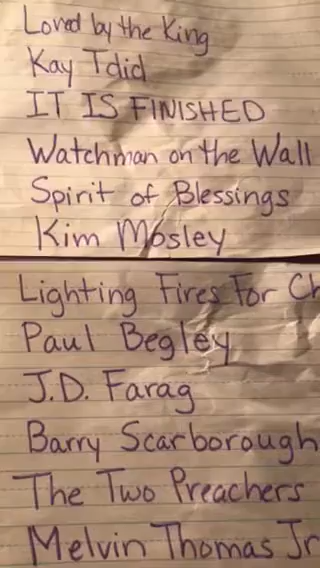 Loved by the King
Kay Tdid
IT IS FINISHED
Watchman on the Wall
Spirit of Blessings
Kim Mosley
Lighting Fires For Ch
Paul Begley
J.D. Farag
Barry Scarborough
The Two Preachers
Melvin Thomas Jr